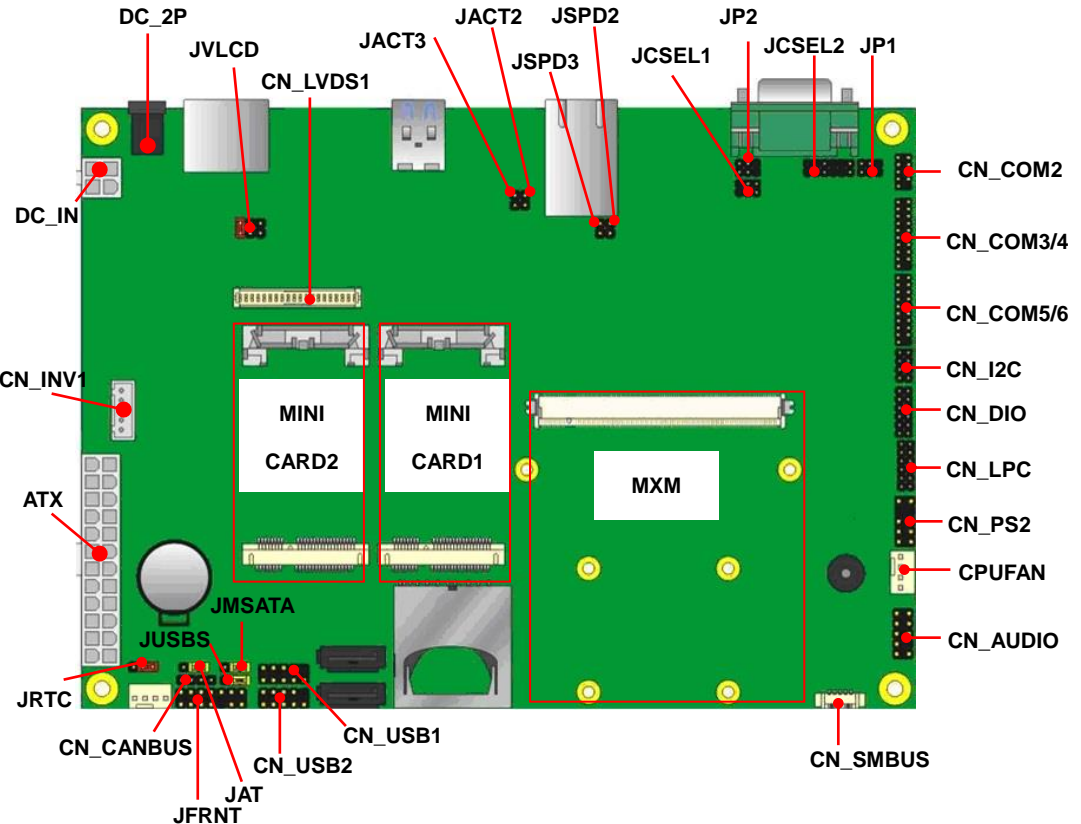 DC_2P
JACT2
JSPD2
JP2
JVLCD
JACT3
JSPD3
JCSEL1
JCSEL2
JP1
CN_LVDS1
DC_IN
CN_COM2
CN_COM3/4
CN_COM5/6
CN_I2C
CN_INV1
CN_DIO
MINI
CARD2
MINI
CARD1
MXM
CN_LPC
ATX
CN_PS2
CPUFAN
JMSATA
JUSBS
CN_AUDIO
JRTC
CN_CANBUS
CN_USB1
CN_USB2
CN_SMBUS
JAT
JFRNT